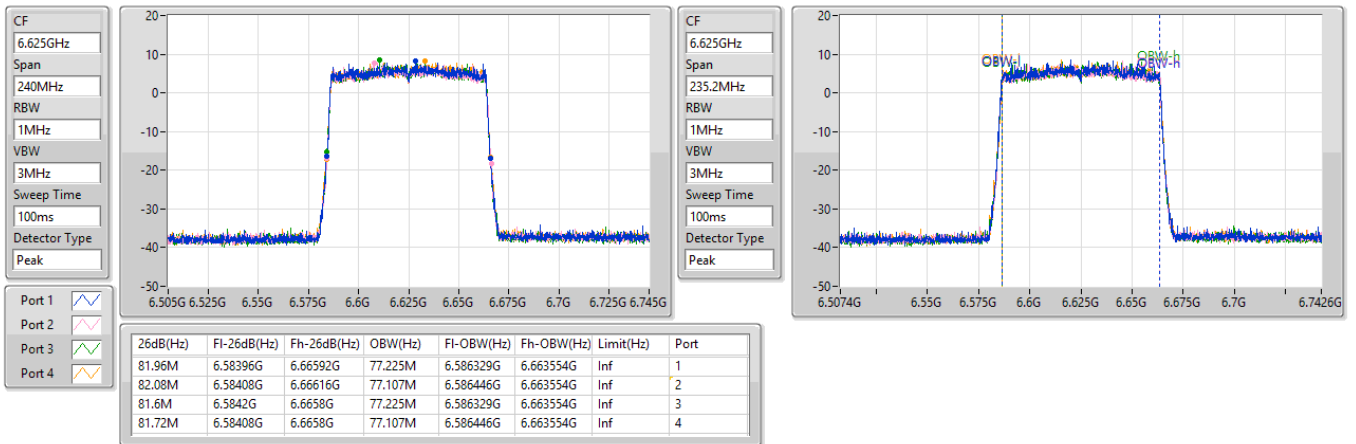 CF
6.625GHz
Span
240MHz
RBW
1MHz
VBW
3MHz
Sweep Time
100ms
Detector Type
Peak
20
10
0
-10
-20
-30
-40
-50
6.505G 6.525G 6.55G 6.575G 6.6G 6.625G 6.65G 6.675G 6.7G 6.725G 6.745G
CF
6.625GHz
Span
235.2MHz
RBW
1MHz
VBW
3MHz
Sweep Time
100ms
Detector Type
Peak
20
10
0
-10
-20
-30
-40
-50
OBW-l
OBW-h
OBW-h
6.5074G 6.55G 6.575G 6.6G 6.625G 6.65G 6.675G 6.7G 6.7426G
Port 1
Port 2
Port 3
Port 4
26dB(Hz) Fl-26dB(Hz) Fh-26dB(Hz) OBW(Hz) Fl-OBW(Hz) Fh-OBW(Hz) Limit(Hz) Port
81.96M 6.58396G 6.66592G 77.225M 6.586329G 6.663554G Inf 1
82.08M 6.58408G 6.66616G 77.107M 6.586446G 6.663554G Inf 2
81.6M 6.5842G 6.6658G 77.225M 6.586329G 6.663554G Inf 3
81.72M 6.58408G 6.6658G 77.107M 6.586446G 6.663554G Inf 4